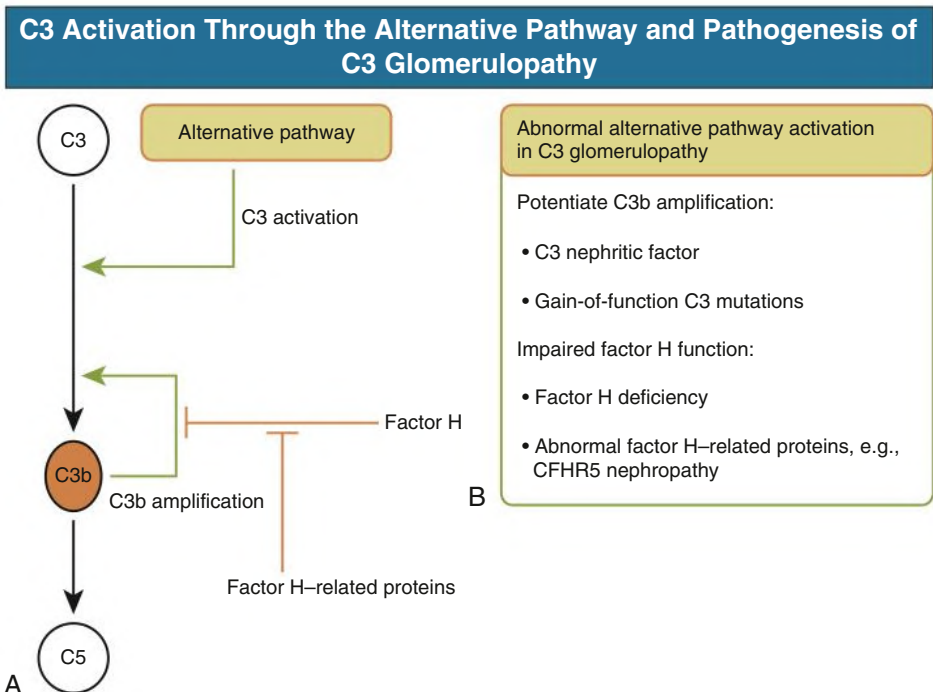 C3 Activation Through the Alternative Pathway and Pathogenesis of
C3 Glomerulopathy
C3
Alternative pathway
C3 activation
Factor H
C3b
C3b amplification
Factor H–related proteins
C5
A
Abnormal alternative pathway activation
in C3 glomerulopathy
Potentiate C3b amplification:
• C3 nephritic factor
• Gain-of-function C3 mutations
Impaired factor H function:
• Factor H deficiency
• Abnormal factor H–related proteins, e.g.,
CFHR5 nephropathy
B